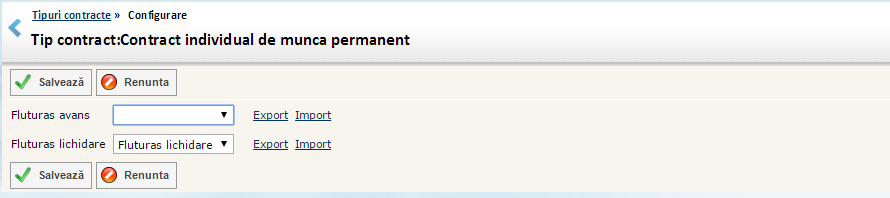 Tipuri contracte » Configurare
Tip contract:Contract individual de munca permanent
Salvează Renunta
Fluturas avans Export Import
Fluturas lichidare Fluturas lichidare Export Import
Salvează Renunta